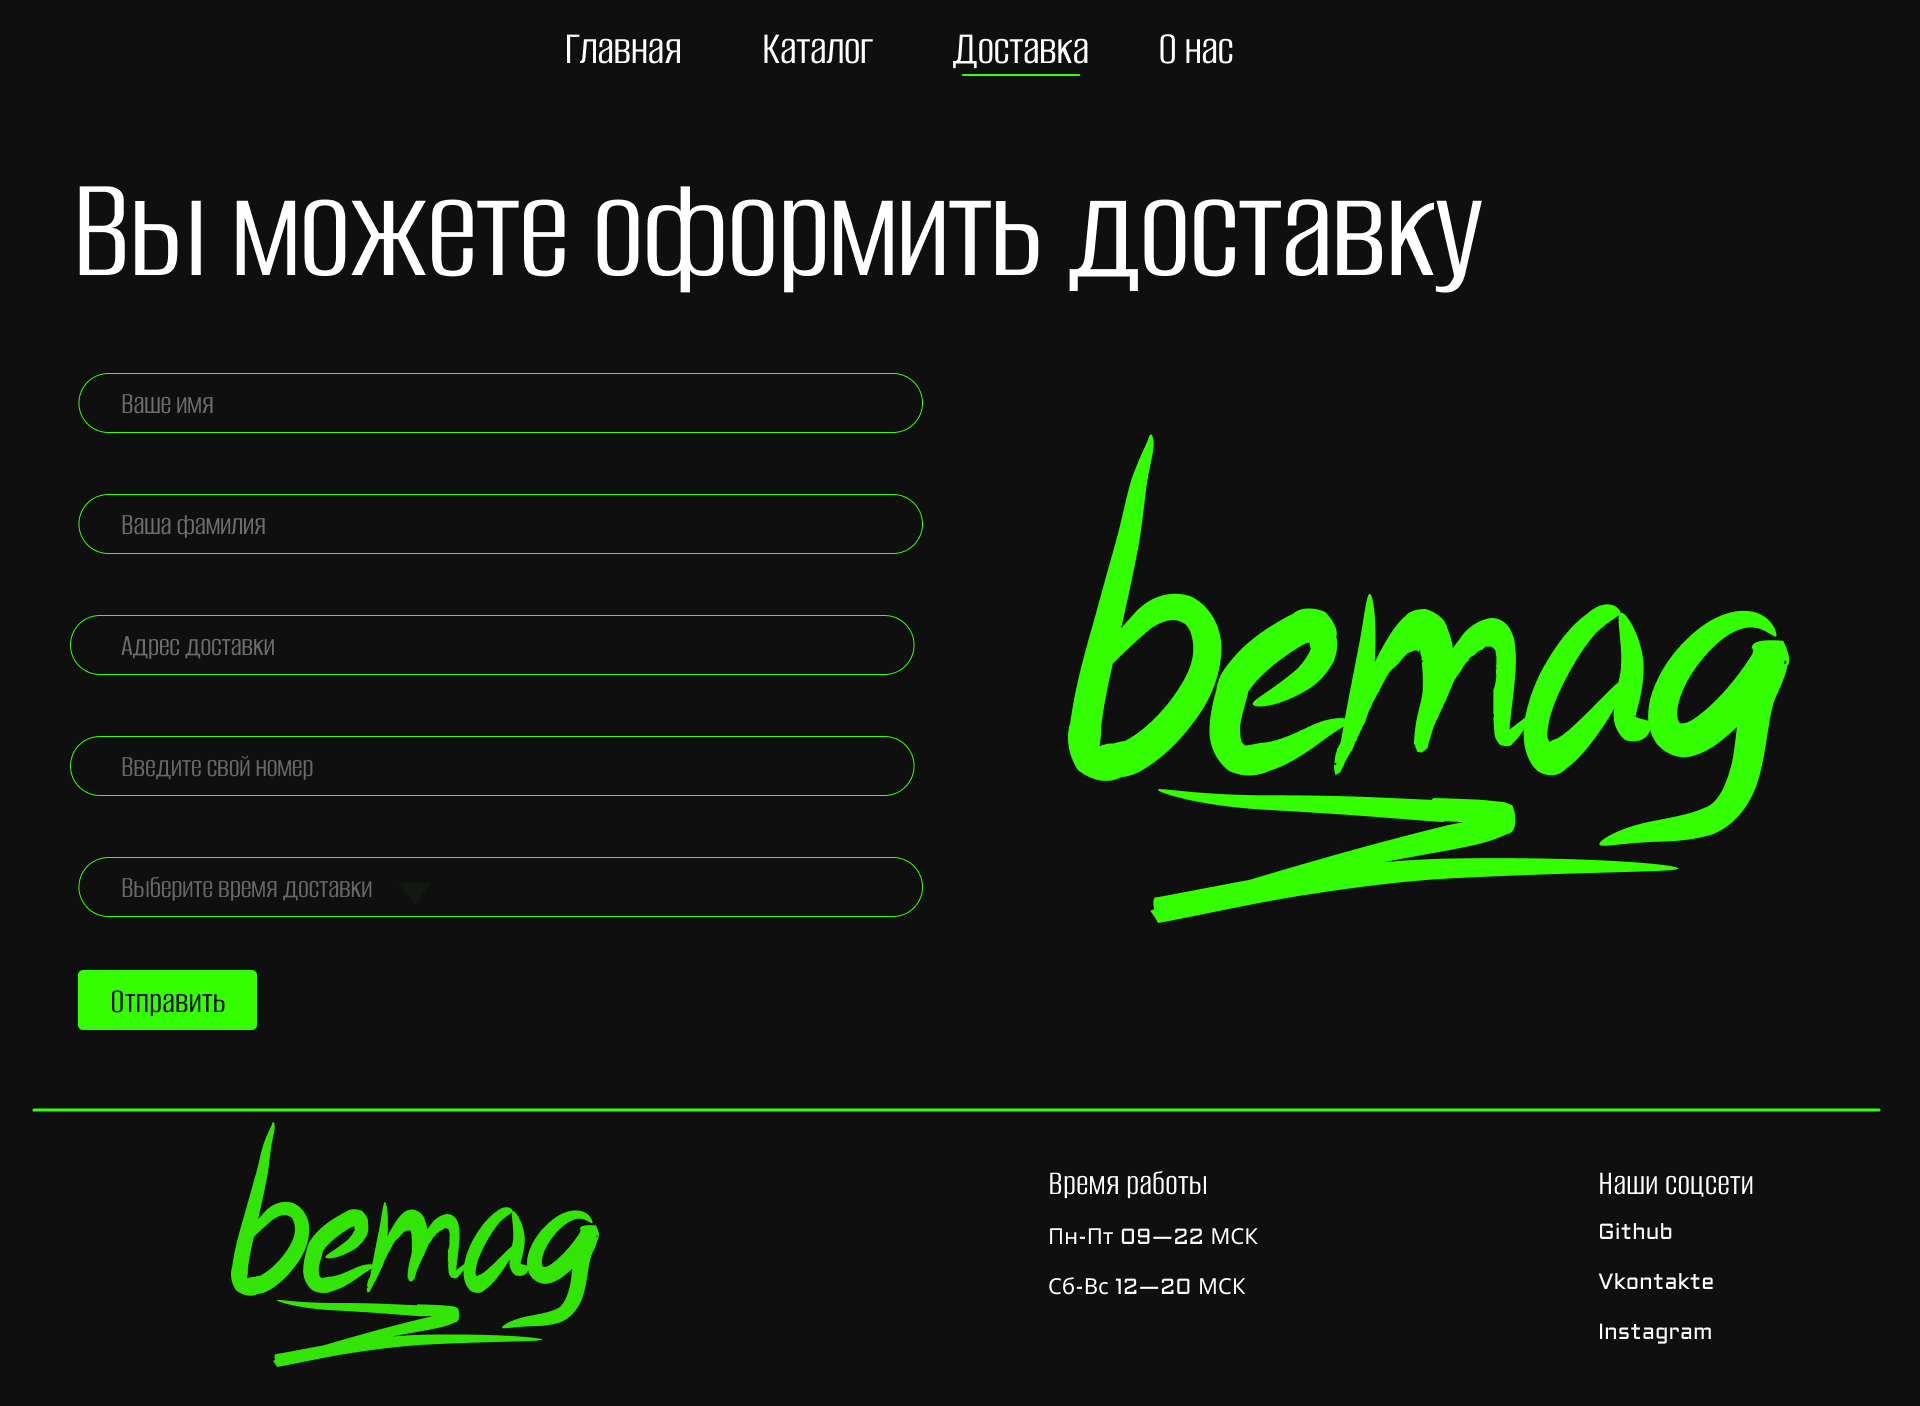 Главная Каталог Доставка О нас
Вы можете оформить доставку
Ваше имя
Ваша фамилия
Адрес доставки
Введите свой номер
Выберите время доставки
Отправить
bemag
bemag
Время работы
Пн-Пт 09—22 МСК
Сб-Вс 12—20 МСК
Наши соцсети
Github
Vkontakte
Instagram